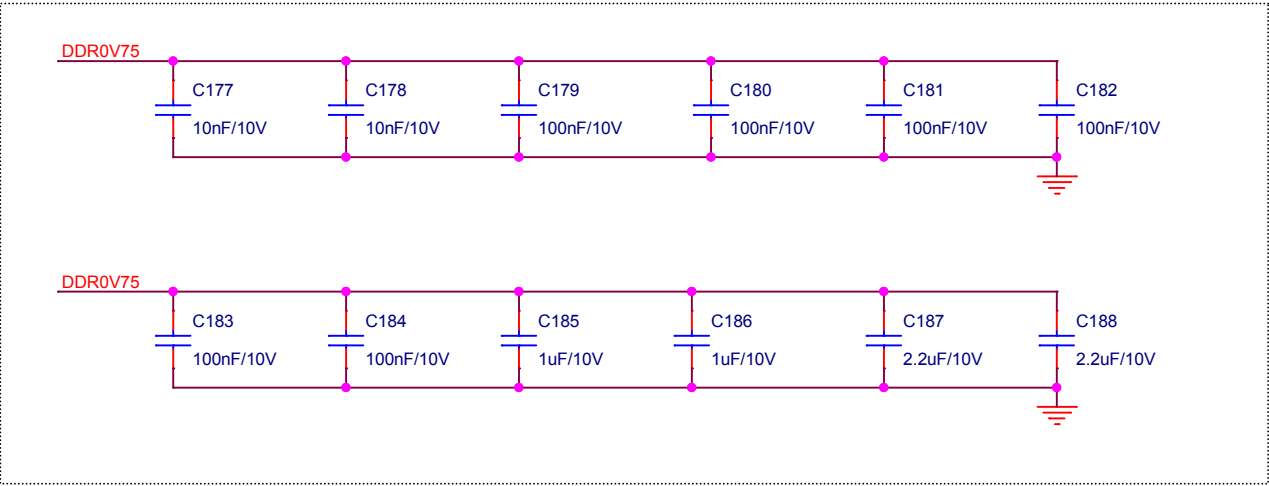 DDR0V75
C177 C178 C179 C180 C181 C182
10nF/10V 10nF/10V 100nF/10V 100nF/10V 100nF/10V 100nF/10V
DDR0V75
C183 C184 C185 C186 C187 C188
100nF/10V 100nF/10V 1uF/10V 1uF/10V 2.2uF/10V 2.2uF/10V